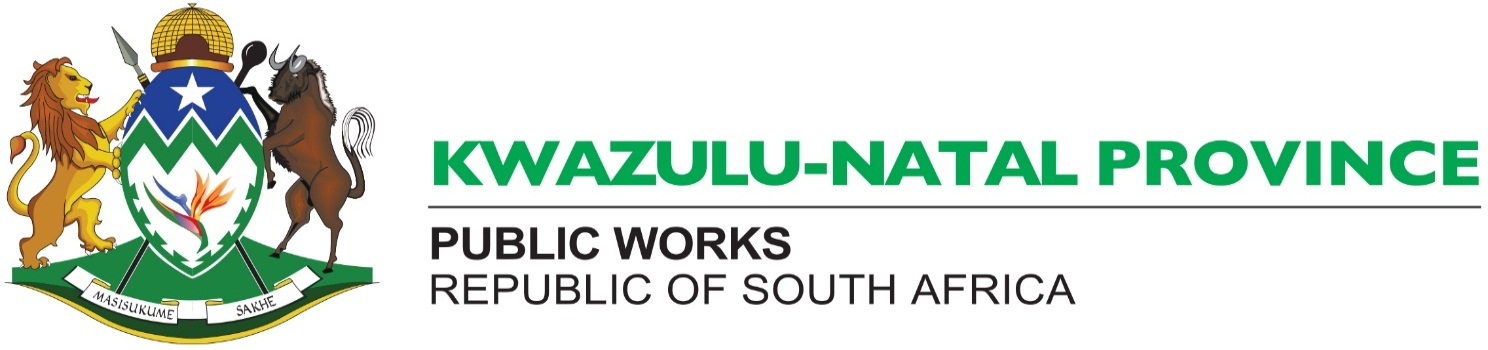 KWAZULU-NATAL PROVINCE
PUBLIC WORKS
REPUBLIC OF SOUTH AFRICA
MASISUKUME SAKHE